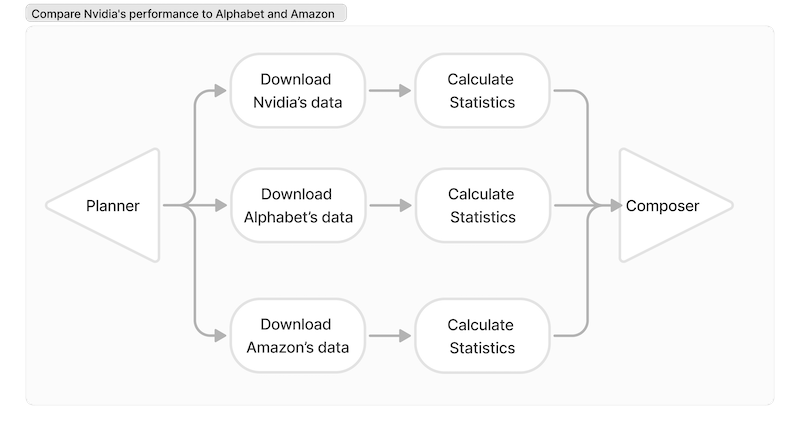 Compare Nvidia's performance to Alphabet and Amazon
Download
Nvidia’s data
Calculate
Statistics
Planner
Download
Alphabet’s data
Calculate
Statistics
Composer
Download
Amazon’s data
Calculate
Statistics